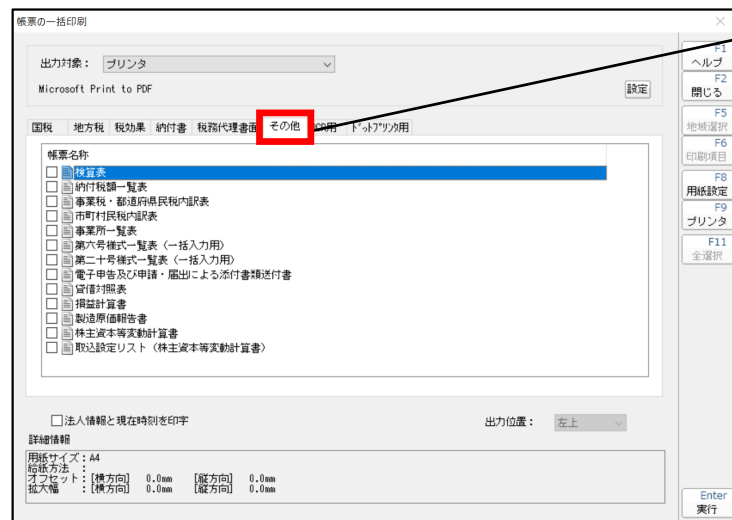 帳票の一括印刷
出力対象： プリンタ
Microsoft Print to PDF
設定
国税 地方税 税効果 納付書 税務代理書面 その他 OCR用 ﾄﾞｯﾄﾌﾟﾘﾝﾀ用
帳票名称
検算表
納付税額一覧表
事業税・都道府県民税内訳表
市町村民税内訳表
事業所一覧表
第六号様式一覧表（一括入力用）
第二十号様式一覧表（一括入力用）
電子申告及び申請・届出による添付書類送付書
貸借対照表
損益計算書
製造原価報告書
株主資本等変動計算書
取込設定リスト（株主資本等変動計算書）
法人情報と現在時刻を印字
出力位置： 左上
詳細情報
用紙サイズ：A4
給紙方法 ：
オフセット：[横方向] 0.0mm [縦方向] 0.0mm
拡大幅 ：[横方向] 0.0mm [縦方向] 0.0mm
F1
ヘルプ
F2
閉じる
F5
地域選択
F6
印刷項目
F8
用紙設定
F9
プリンタ
F11
全選択
Enter
実行